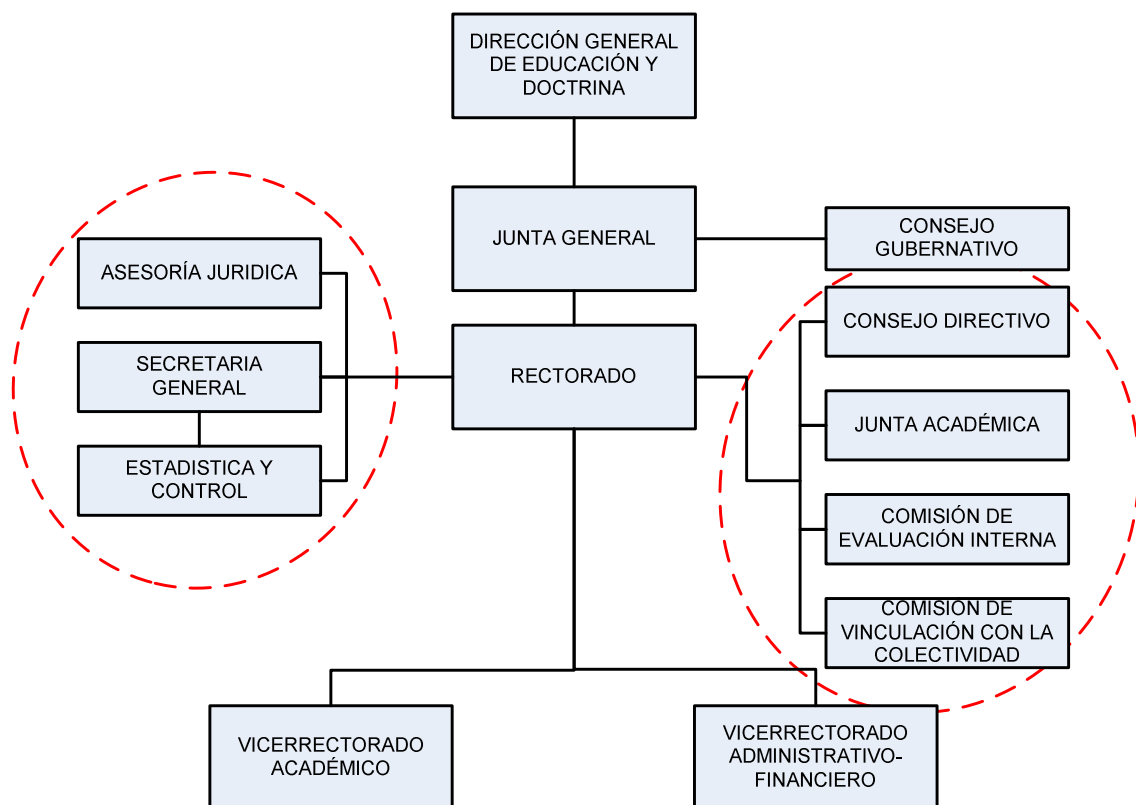 DIRECCIÓN GENERAL
DE EDUCACIÓN Y
DOCTRINA
JUNTA GENERAL
CONSEJO
GUBERNATIVO
ASESORÍA JURIDICA
CONSEJO DIRECTIVO
SECRETARIA
GENERAL
RECTORADO
JUNTA ACADÉMICA
ESTADISTICA Y
CONTROL
COMISIÓN DE
EVALUACIÓN INTERNA
COMISIÓN DE
VINCULACIÓN CON LA
COLECTIVIDAD
VICERRECTORADO
ACADÉMICO
VICERRECTORADO
ADMINISTRATIVO-
FINANCIERO